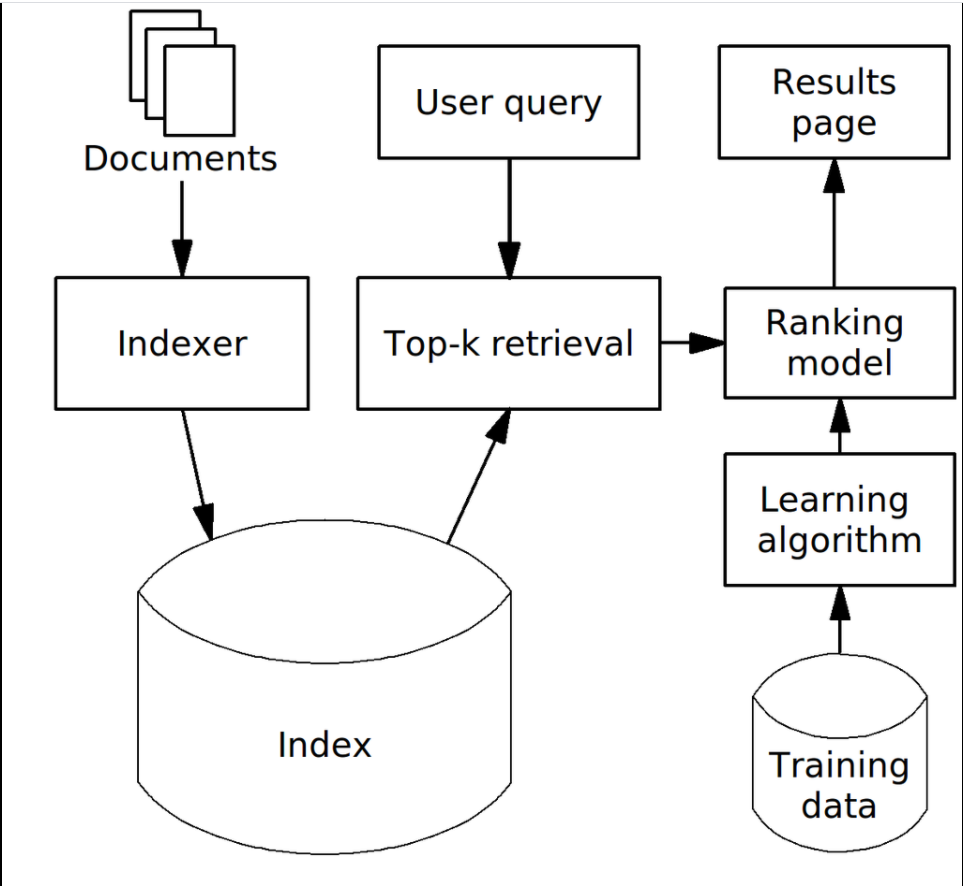 Documents
User query
Results
page
Indexer
Top-k retrieval
Ranking
model
Learning
algorithm
Index
Training
data